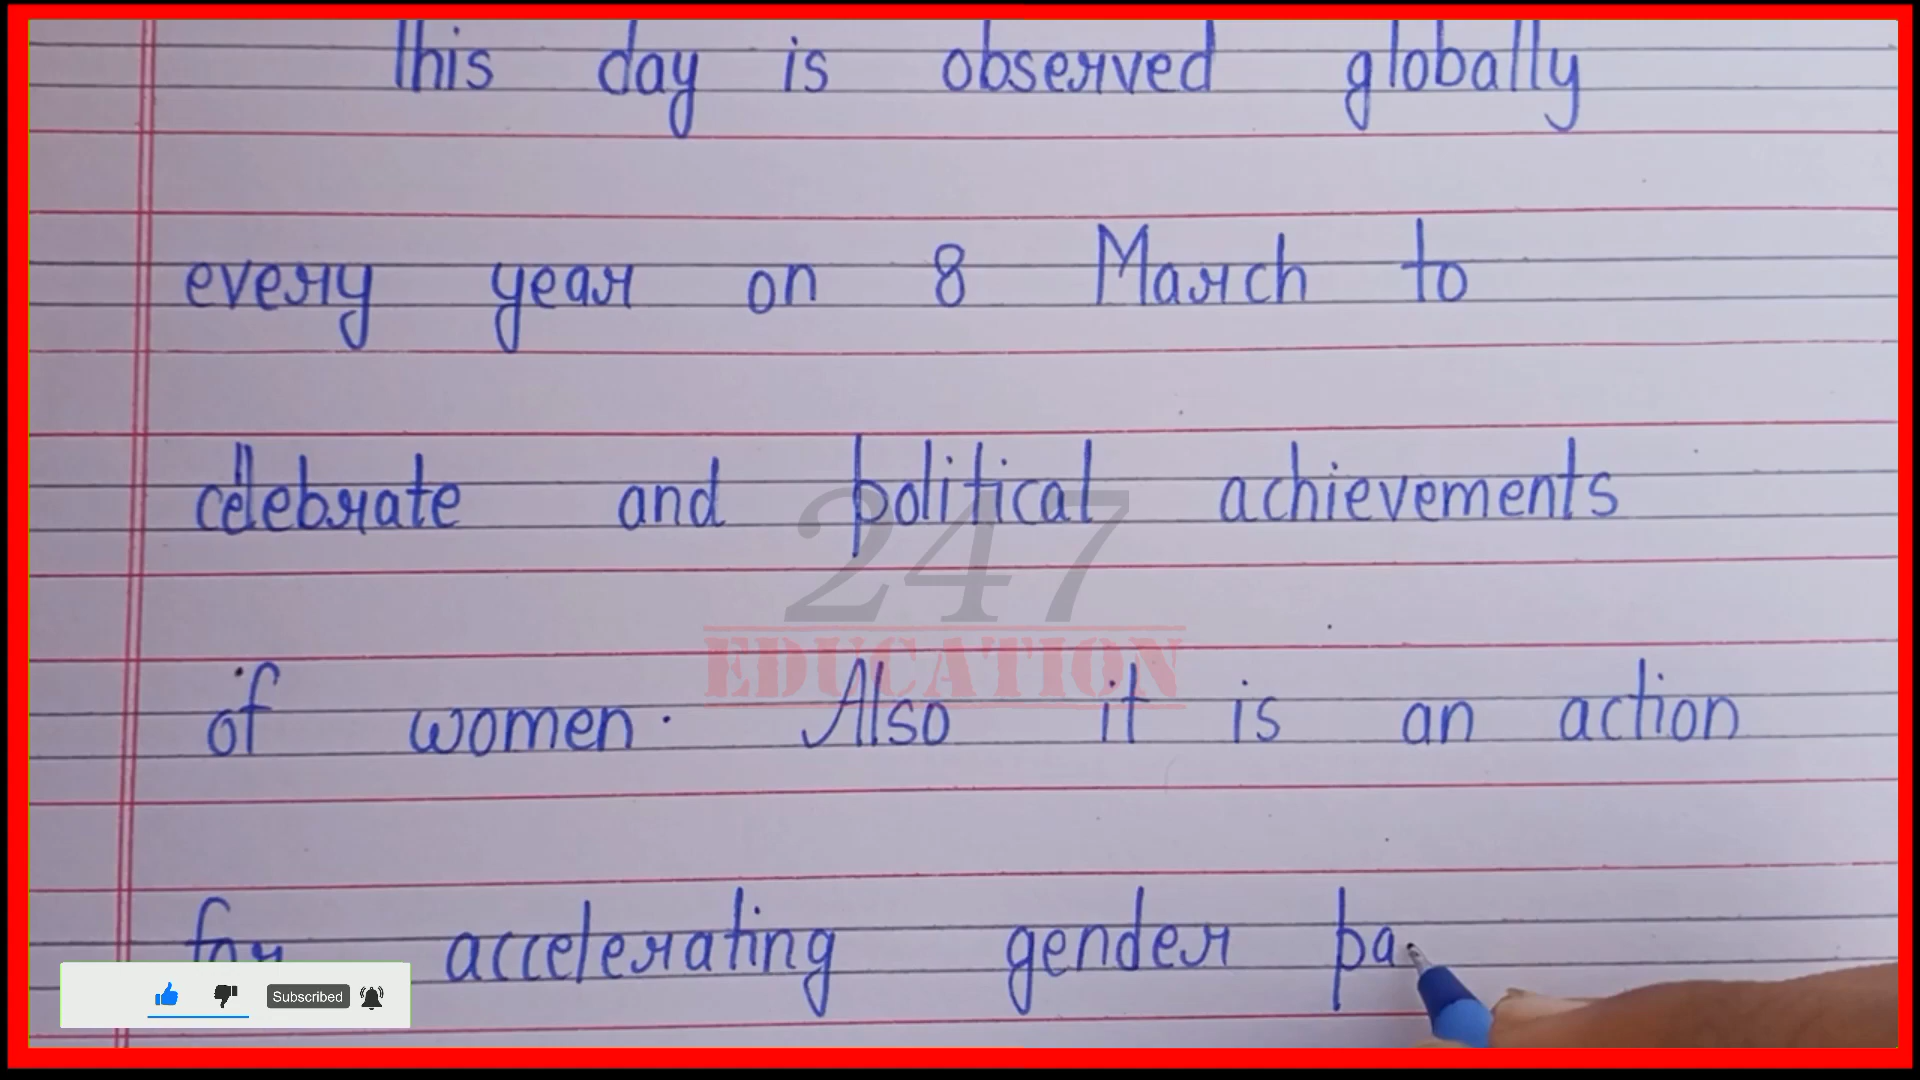 This day is observed globally
every year on 8 March to
celebrate and political achievements
247
EDUCATION
of women. Also it is an action
for accelerating gender pa
Subscribed